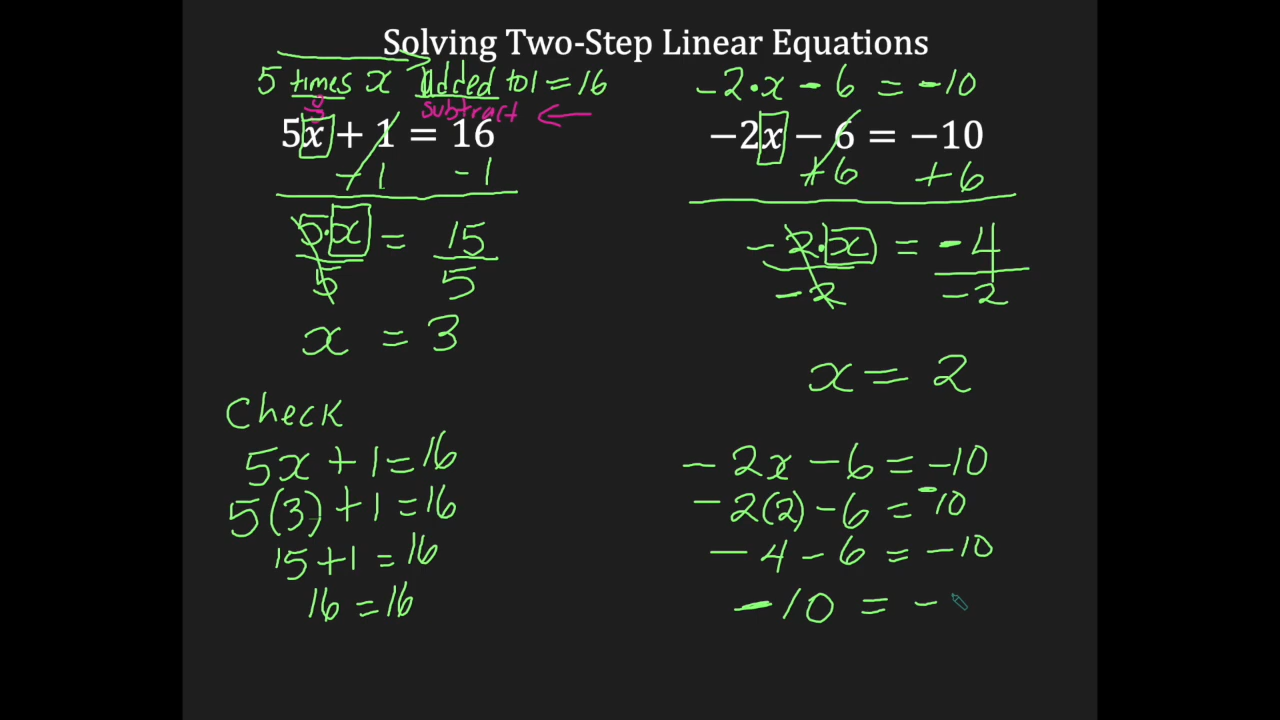 Solving Two-Step Linear Equations
5 times x added to 1 = 16
subtract
5x + 1 = 16
- 1 - 1
5·x = 15
5 5
x = 3
Check
5x + 1 = 16
5(3) + 1 = 16
15 + 1 = 16
16 = 16
-2·x - 6 = -10
−2x − 6 = −10
+6 +6
-2·x = -4
-2 -2
x = 2
-2x - 6 = -10
-2(2) - 6 = -10
-4 - 6 = -10
-10 = -